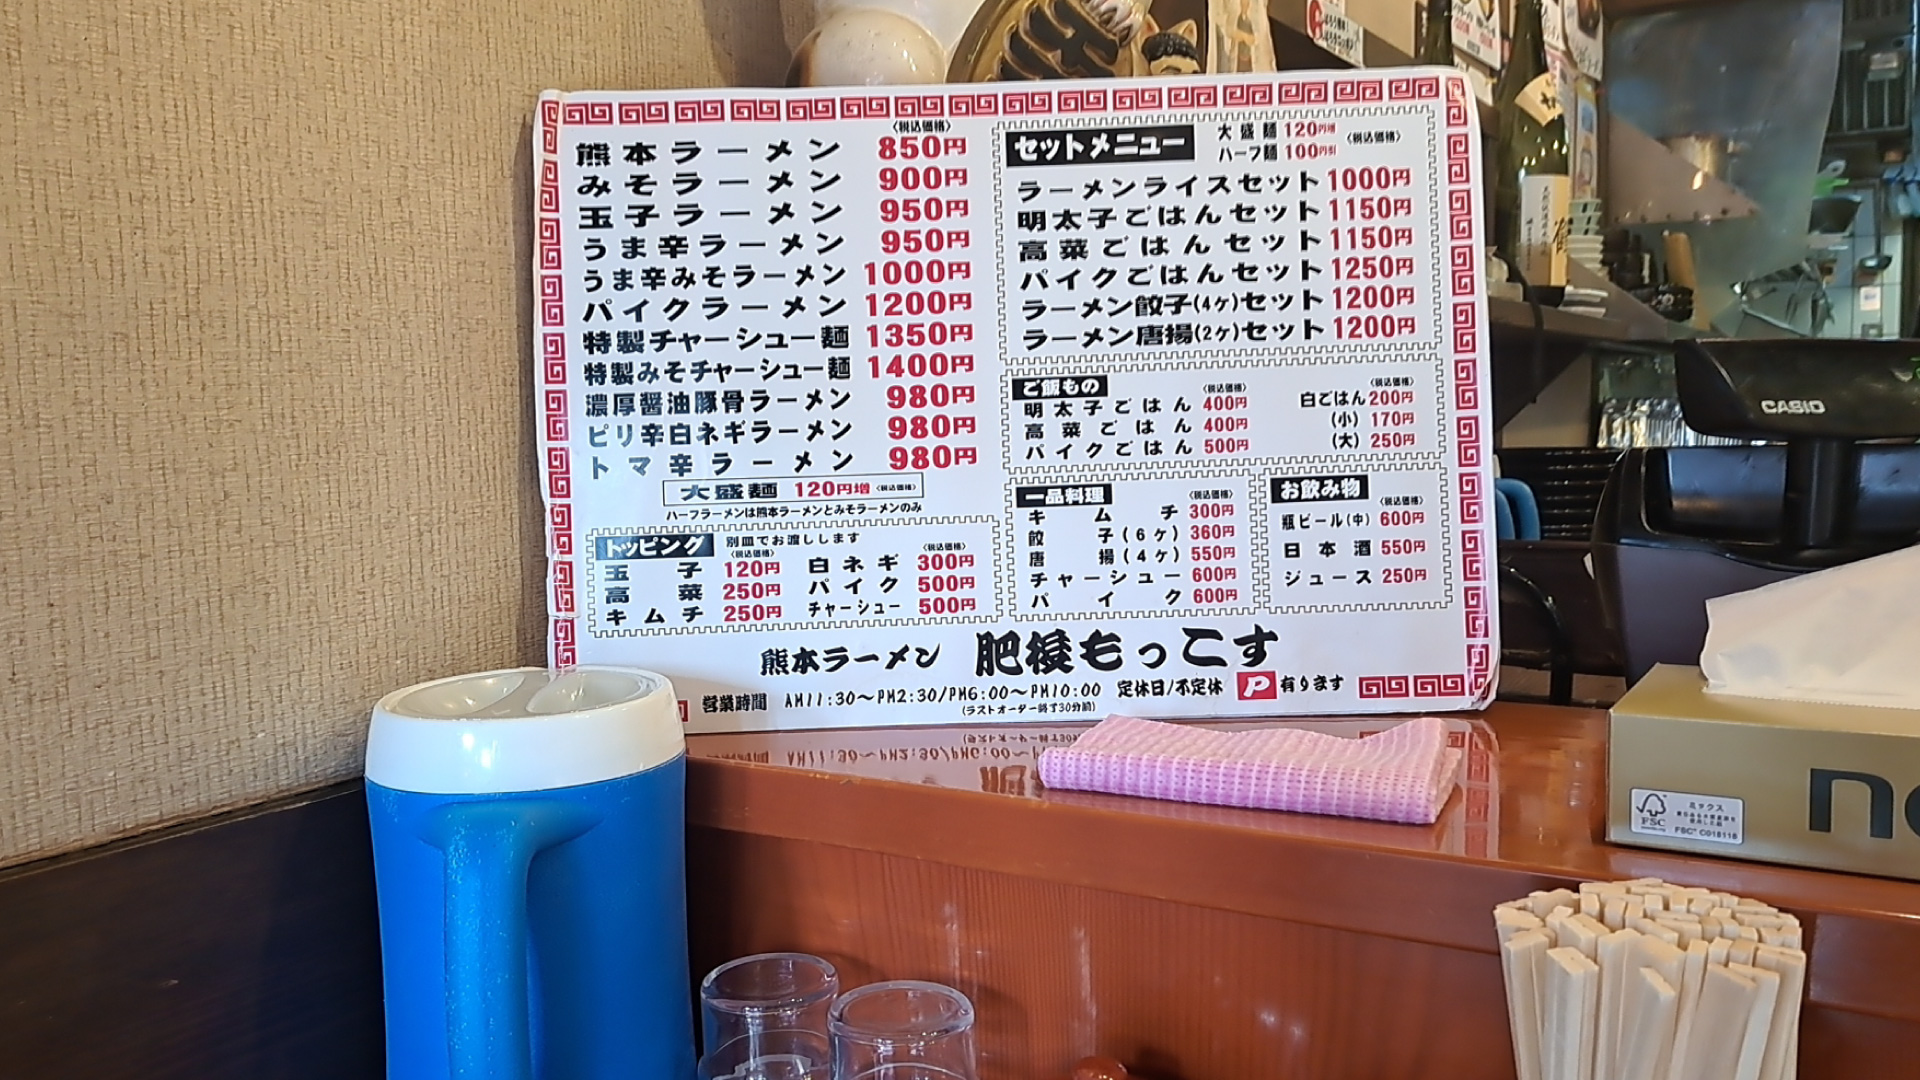 〈税込価格〉
熊本ラーメン 850円
みそラーメン 900円
玉子ラーメン 950円
うま辛ラーメン 950円
うま辛みそラーメン 1000円
パイクラーメン 1200円
特製チャーシュー麺 1350円
特製みそチャーシュー麺 1400円
濃厚醤油豚骨ラーメン 980円
ピリ辛白ネギラーメン 980円
トマ辛ラーメン 980円
大盛麺 120円増 〈税込価格〉
ハーフラーメンは熊本ラーメンとみそラーメンのみ
トッピング 別皿でお渡しします
〈税込価格〉 〈税込価格〉
玉子 120円 白ネギ 300円
高菜 250円 パイク 500円
キムチ 250円 チャーシュー 500円
セットメニュー 大盛麺 120円増 〈税込価格〉
ハーフ麺 100円引
ラーメンライスセット 1000円
明太子ごはんセット 1150円
高菜ごはんセット 1150円
パイクごはんセット 1250円
ラーメン餃子(4ケ)セット 1200円
ラーメン唐揚(2ケ)セット 1200円
ご飯もの 〈税込価格〉 〈税込価格〉
明太子ごはん 400円 白ごはん 200円
高菜ごはん 400円 (小) 170円
パイクごはん 500円 (大) 250円
一品料理 〈税込価格〉
キムチ 300円
餃子(6ケ) 360円
唐揚(4ケ) 550円
チャーシュー 600円
パイク 600円
お飲み物 〈税込価格〉
瓶ビール(中) 600円
日本酒 550円
ジュース 250円
熊本ラーメン 肥後もっこす
営業時間 AM11:30〜PM2:30/PM6:00〜PM10:00 定休日/不定休 P 有ります
(ラストオーダー終了30分前)
CASIO
FSC
ミックス
FSC® C018118